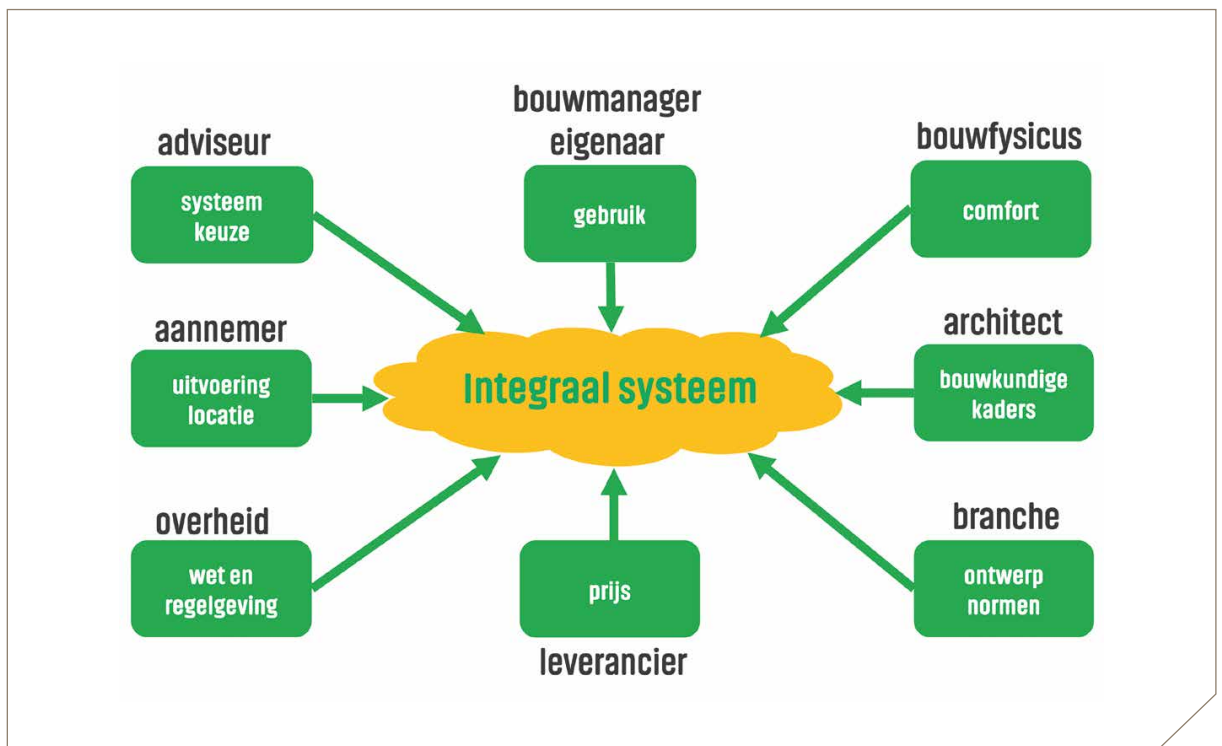 adviseur
systeem
keuze
bouwmanager
eigenaar
gebruik
bouwfysicus
comfort
aannemer
uitvoering
locatie
Integraal systeem
architect
bouwkundige
kaders
overheid
wet en
regelgeving
prijs
leverancier
branche
ontwerp
normen